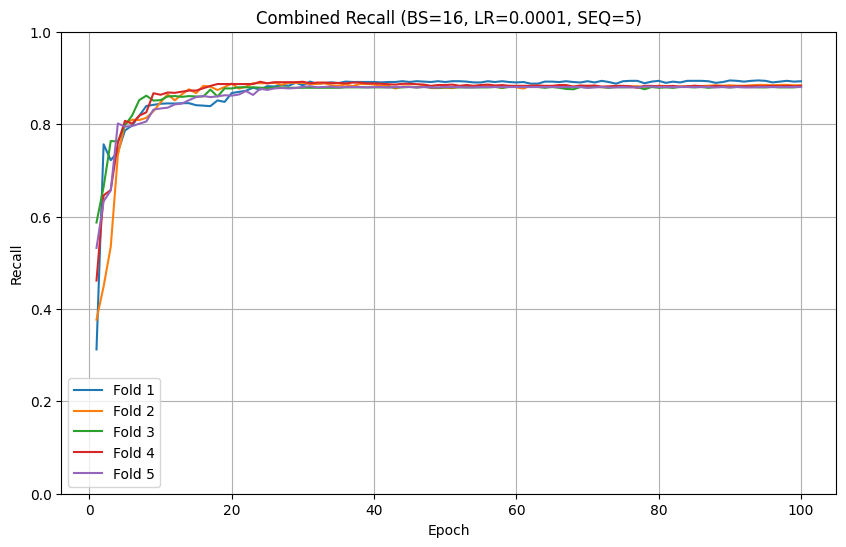 Combined Recall (BS=16, LR=0.0001, SEQ=5)
1.0
0.8
0.6
0.4
0.2
0.0
Recall
Fold 1
Fold 2
Fold 3
Fold 4
Fold 5
0 20 40 60 80 100
Epoch